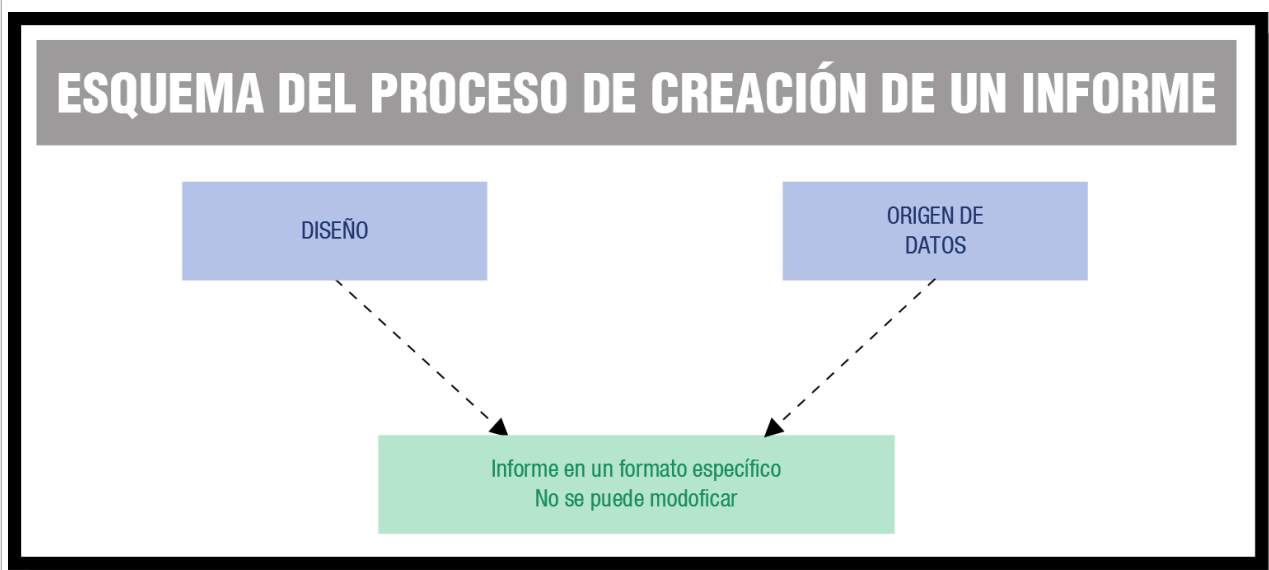 ESQUEMA DEL PROCESO DE CREACIÓN DE UN INFORME
DISEÑO
ORIGEN DE
DATOS
Informe en un formato específico
No se puede modoficar